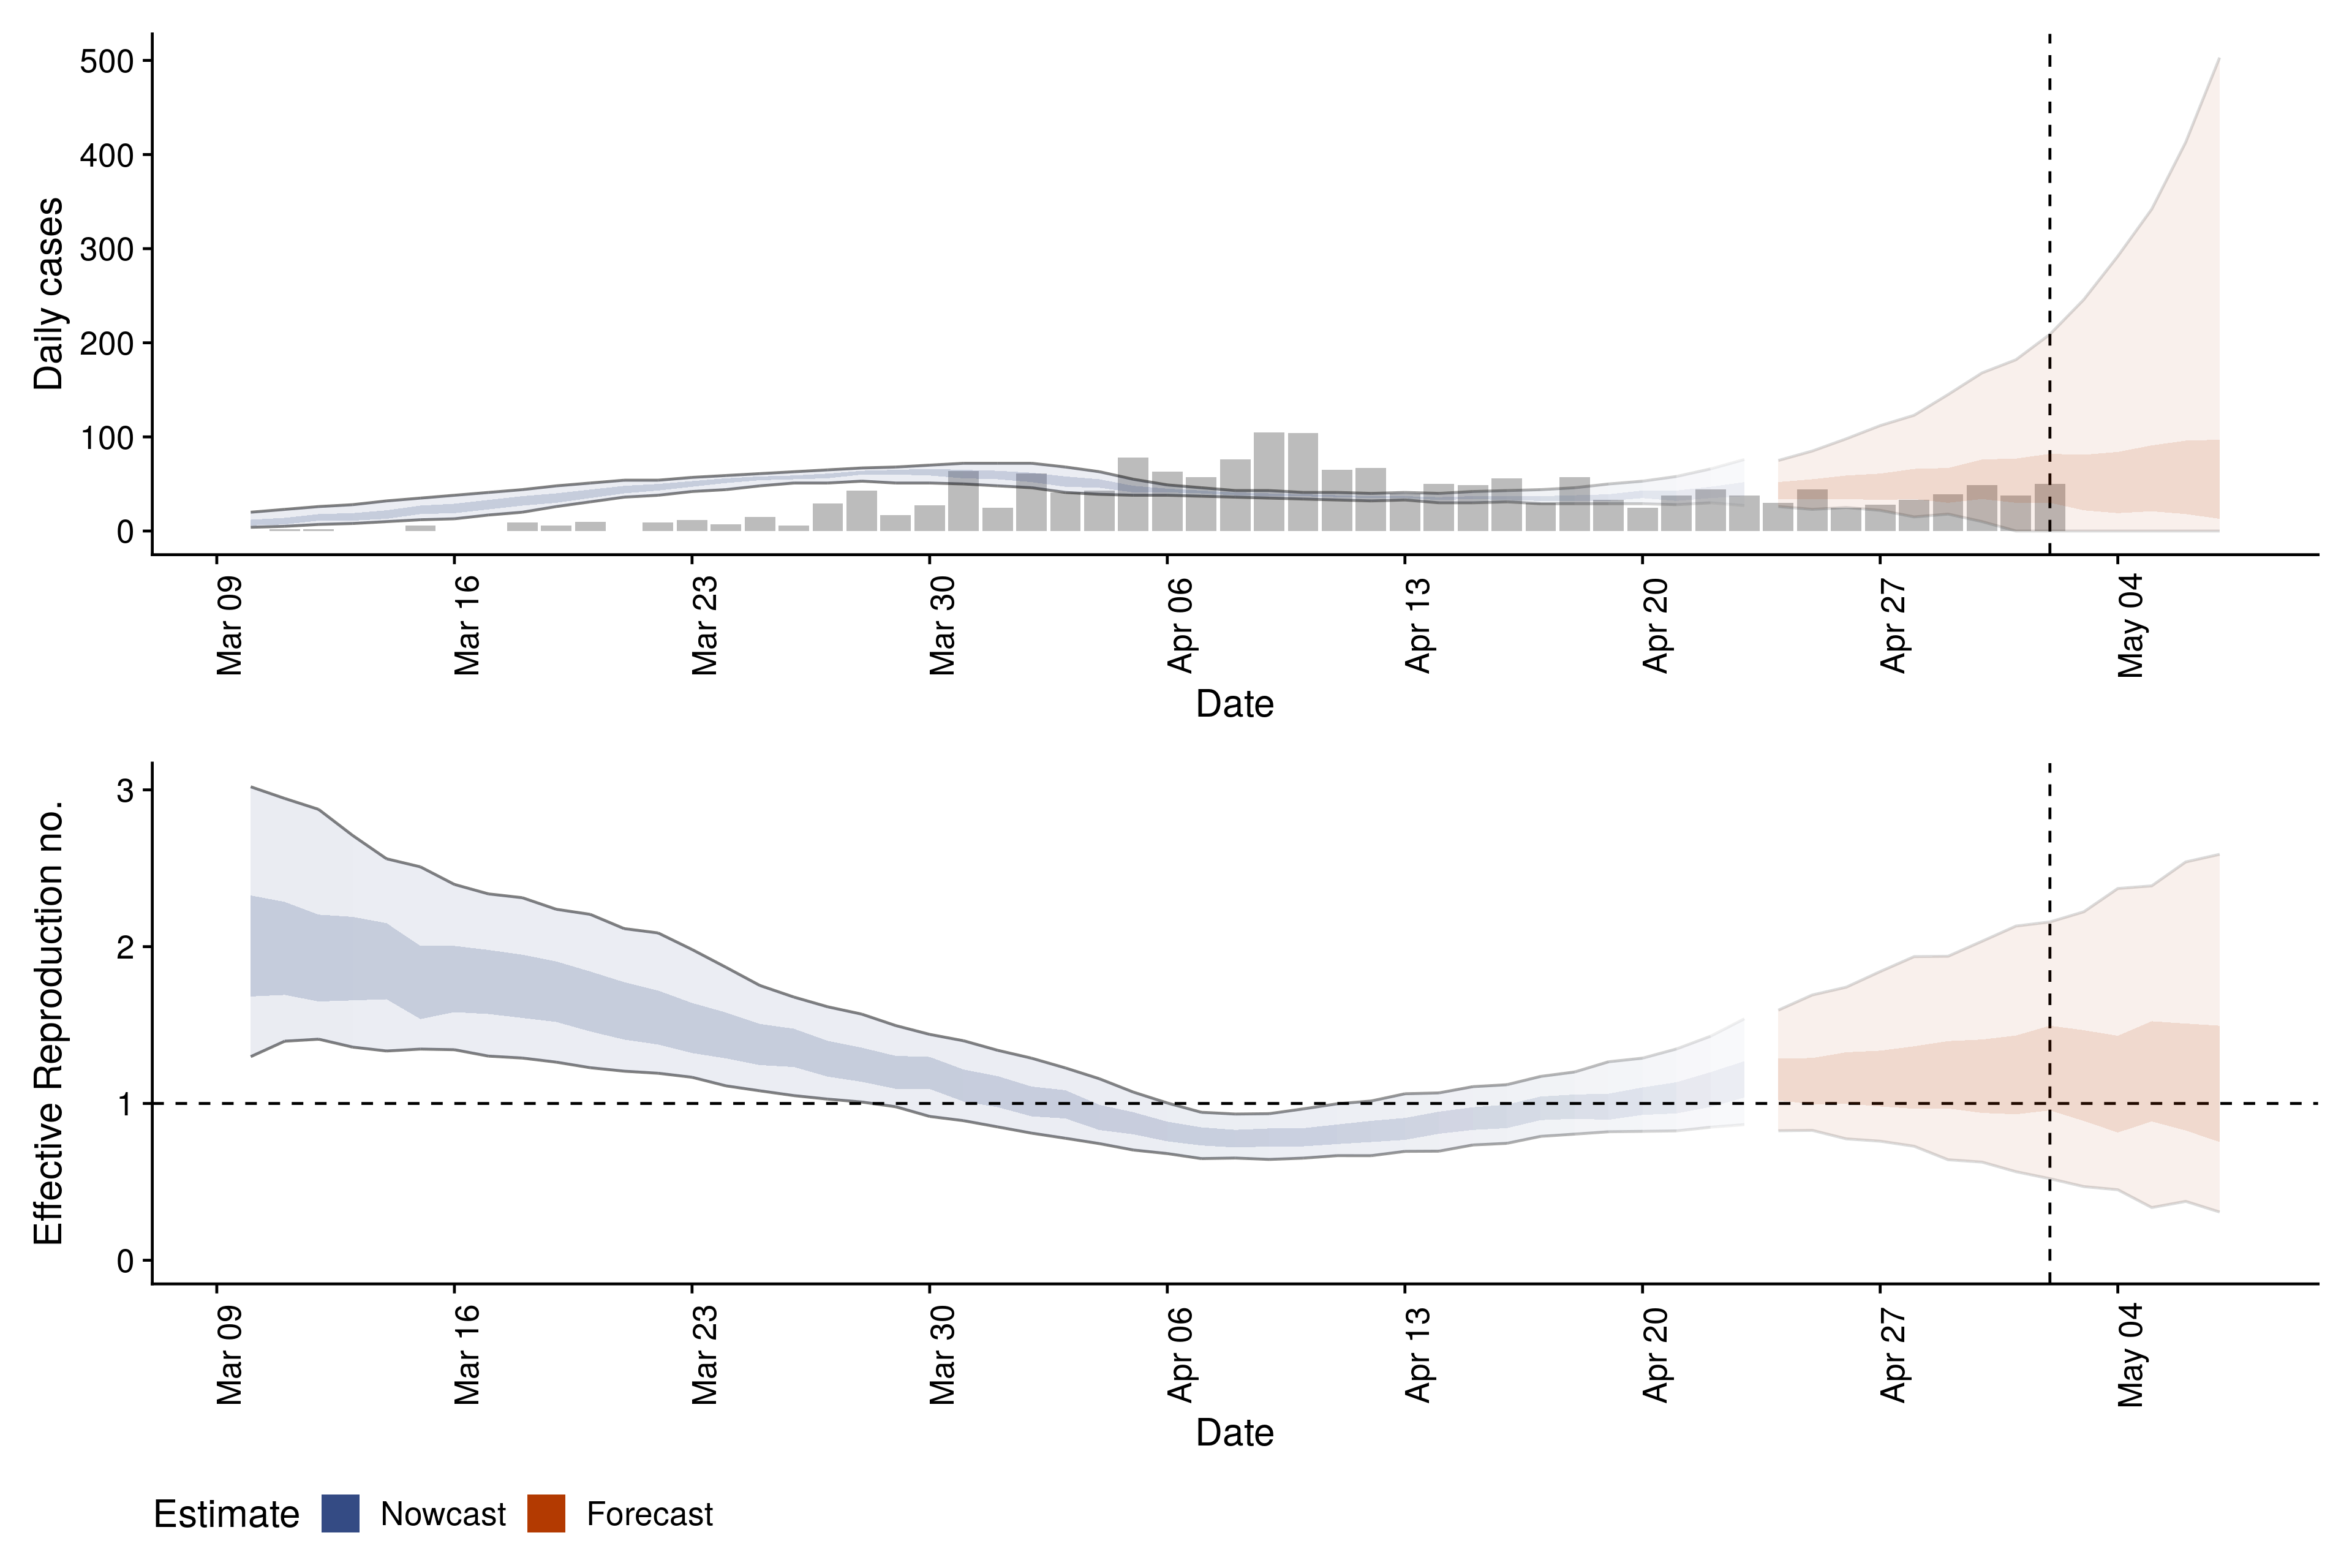 500
400
300
200
100
0
Daily cases
Mar 09
Mar 16
Mar 23
Mar 30
Apr 06
Apr 13
Apr 20
Apr 27
May 04
Date
3
2
1
0
Effective Reproduction no.
Mar 09
Mar 16
Mar 23
Mar 30
Apr 06
Apr 13
Apr 20
Apr 27
May 04
Date
Estimate Nowcast Forecast